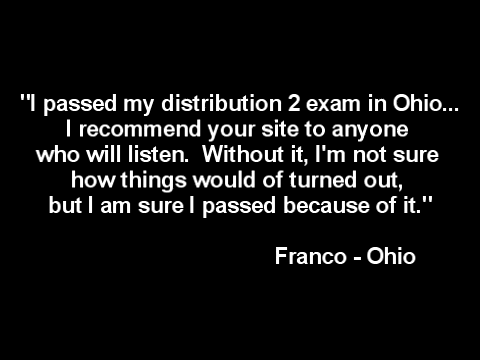 "I passed my distribution 2 exam in Ohio...
I recommend your site to anyone
who will listen.  Without it, I'm not sure
how things would of turned out,
but I am sure I passed because of it."
Franco - Ohio